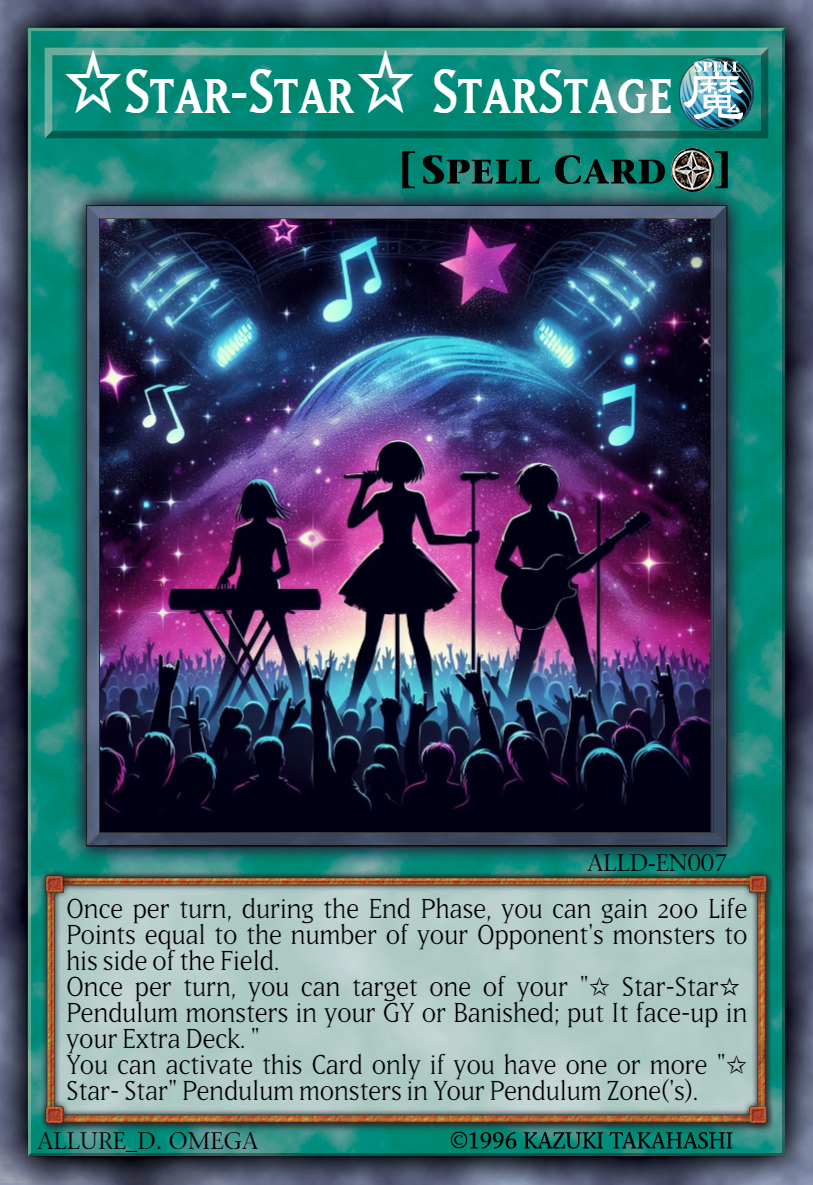 ☆Star-Star☆ StarStage
SPELL
魔
[Spell Card]
ALLD-EN007
Once per turn, during the End Phase, you can gain 200 Life
Points equal to the number of your Opponent's monsters to
his side of the Field.
Once per turn, you can target one of your "☆ Star-Star☆
Pendulum monsters in your GY or Banished; put It face-up in
your Extra Deck. "
You can activate this Card only if you have one or more "☆
Star- Star" Pendulum monsters in Your Pendulum Zone('s).
ALLURE_D. OMEGA
©1996 KAZUKI TAKAHASHI